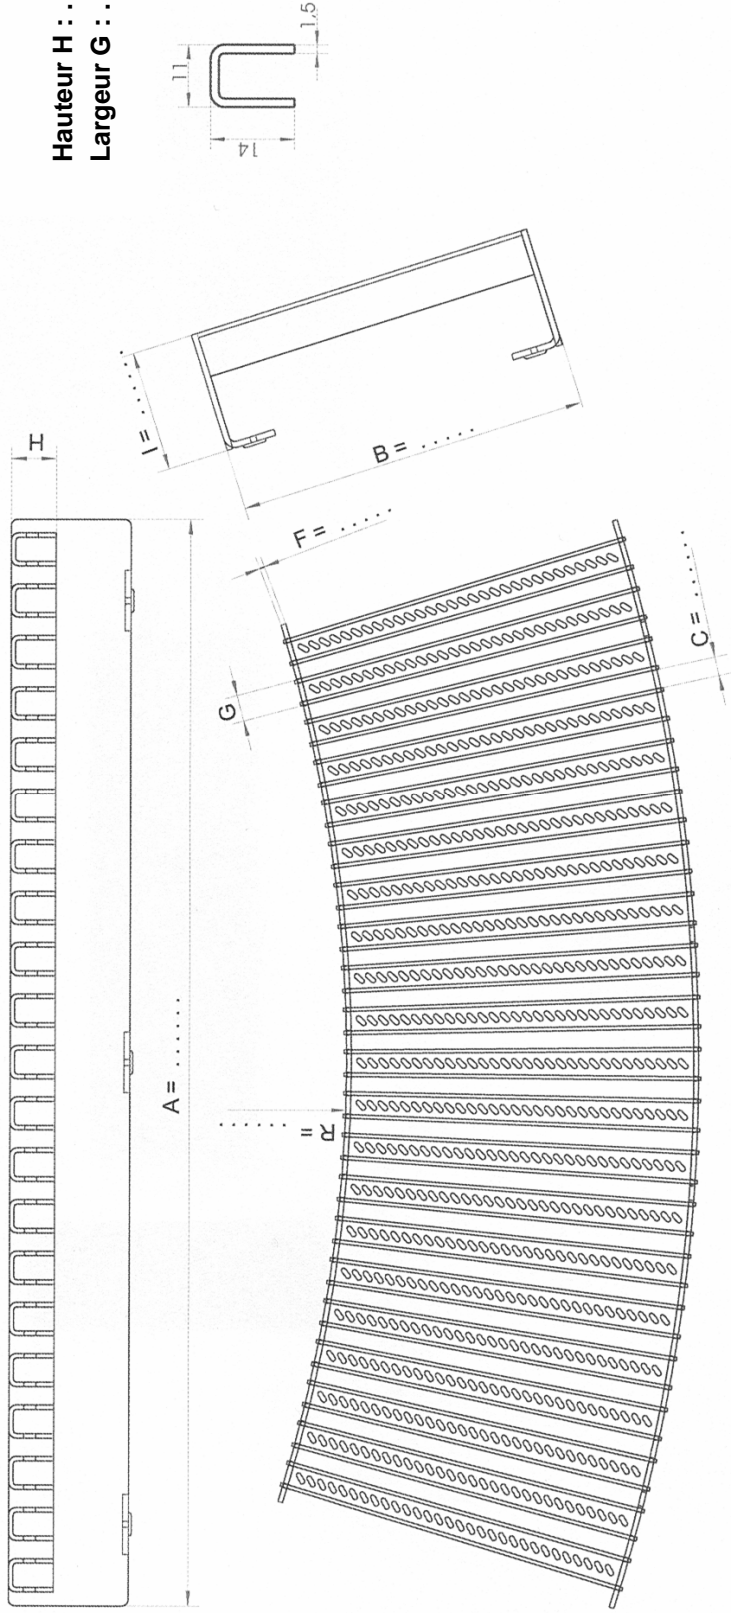 Hauteur H : .
Largeur G : .
11
1,5
14
H
I = ......
B = .....
F = .....
G
C = .....
A = ......
R = ......